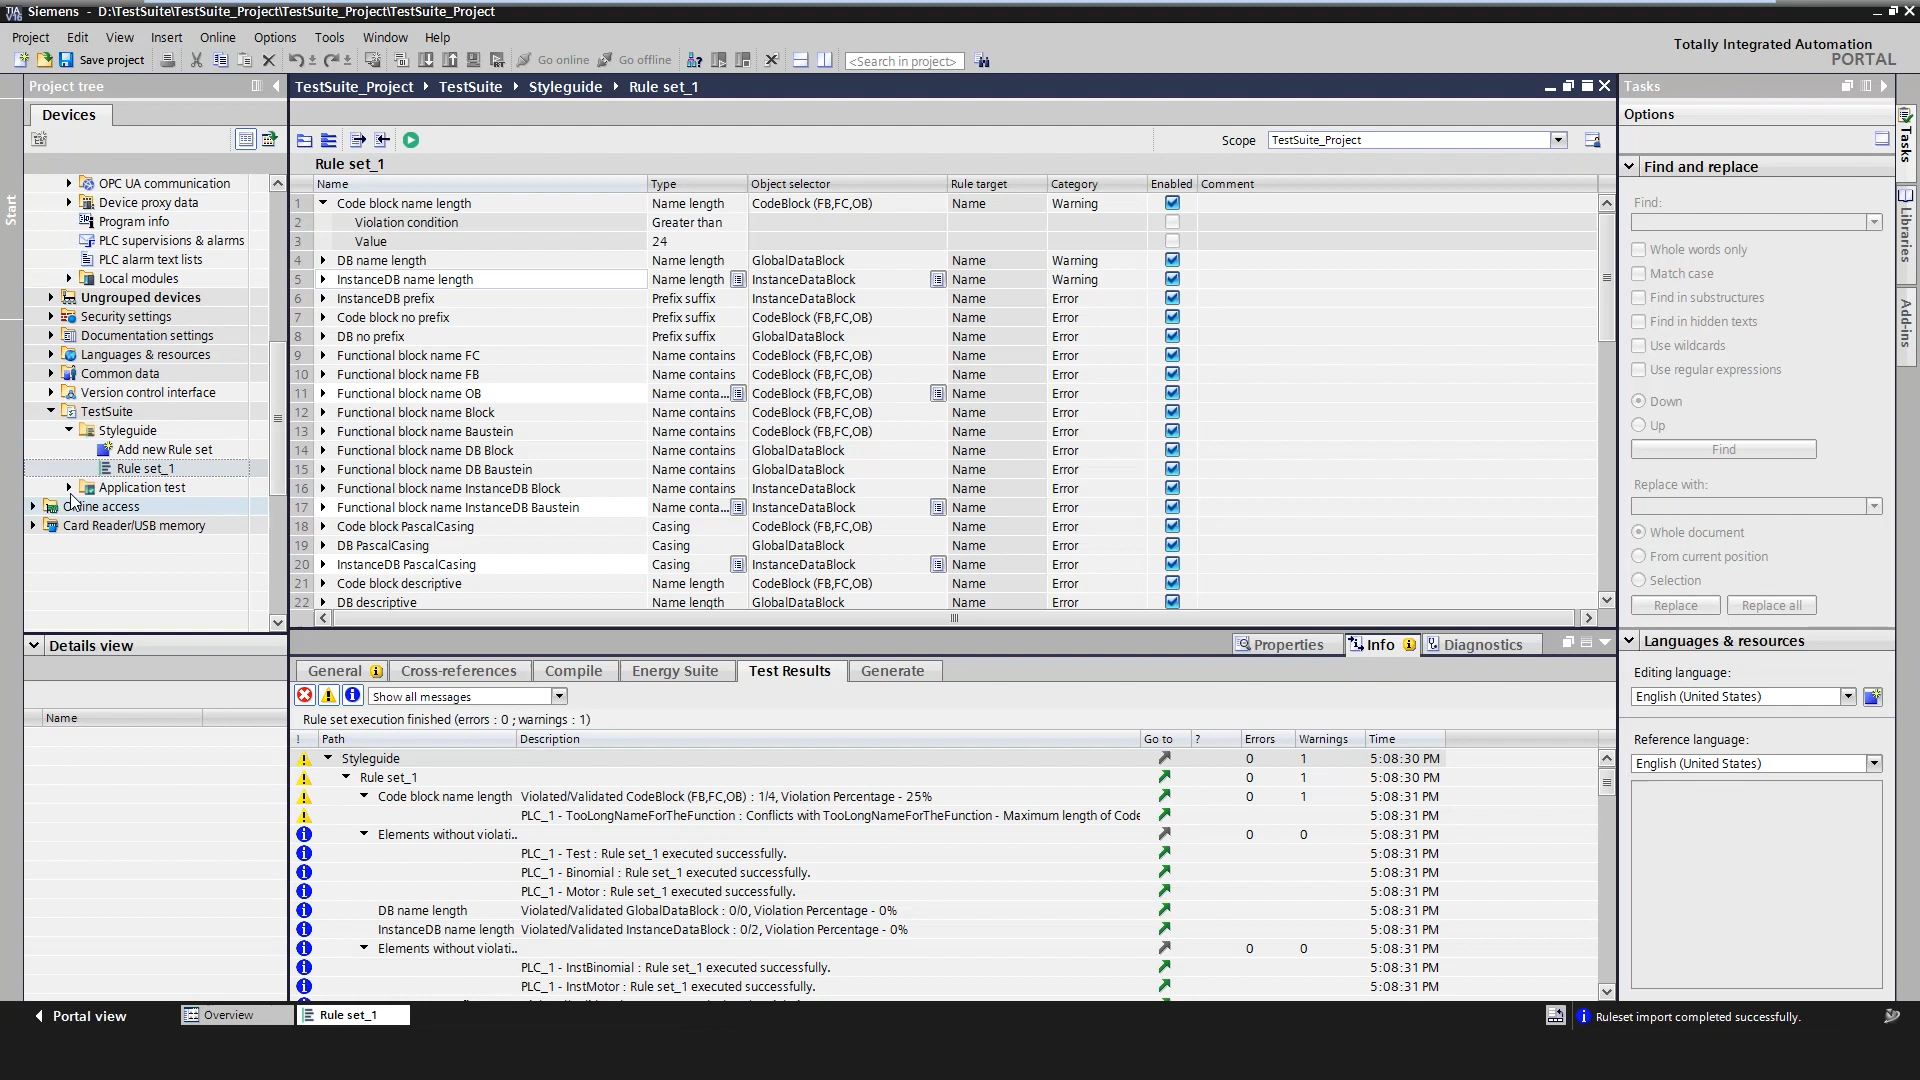 Siemens - D:\TestSuite\TestSuite_Project\TestSuite_Project\TestSuite_Project
Project Edit View Insert Online Options Tools Window Help
Totally Integrated Automation
PORTAL
Save project Go online Go offline <Search in project>
Project tree
Devices
Start
OPC UA communication
Device proxy data
Program info
PLC supervisions & alarms
PLC alarm text lists
Local modules
Ungrouped devices
Security settings
Documentation settings
Languages & resources
Common data
Version control interface
TestSuite
Styleguide
Add new Rule set
Rule set_1
Application test
Online access
Card Reader/USB memory
Details view
Name
TestSuite_Project TestSuite Styleguide Rule set_1
Scope TestSuite_Project
Rule set_1
Name Type Object selector Rule target Category Enabled Comment
1 Code block name length Name length CodeBlock (FB,FC,OB) Name Warning
2 Violation condition Greater than
3 Value 24
4 DB name length Name length GlobalDataBlock Name Warning
5 InstanceDB name length Name length InstanceDataBlock Name Warning
6 InstanceDB prefix Prefix suffix InstanceDataBlock Name Error
7 Code block no prefix Prefix suffix CodeBlock (FB,FC,OB) Name Error
8 DB no prefix Prefix suffix GlobalDataBlock Name Error
9 Functional block name FC Name contains CodeBlock (FB,FC,OB) Name Error
10 Functional block name FB Name contains CodeBlock (FB,FC,OB) Name Error
11 Functional block name OB Name conta... CodeBlock (FB,FC,OB) Name Error
12 Functional block name Block Name contains CodeBlock (FB,FC,OB) Name Error
13 Functional block name Baustein Name contains CodeBlock (FB,FC,OB) Name Error
14 Functional block name DB Block Name contains GlobalDataBlock Name Error
15 Functional block name DB Baustein Name contains GlobalDataBlock Name Error
16 Functional block name InstanceDB Block Name contains InstanceDataBlock Name Error
17 Functional block name InstanceDB Baustein Name conta... InstanceDataBlock Name Error
18 Code block PascalCasing Casing CodeBlock (FB,FC,OB) Name Error
19 DB PascalCasing Casing GlobalDataBlock Name Error
20 InstanceDB PascalCasing Casing InstanceDataBlock Name Error
21 Code block descriptive Name length CodeBlock (FB,FC,OB) Name Error
22 DB descriptive Name length GlobalDataBlock Name Error
Properties Info Diagnostics
General Cross-references Compile Energy Suite Test Results Generate
Show all messages
Rule set execution finished (errors : 0 ; warnings : 1)
! Path Description Go to ? Errors Warnings Time
Styleguide 0 1 5:08:30 PM
Rule set_1 0 1 5:08:30 PM
Code block name length Violated/Validated CodeBlock (FB,FC,OB) : 1/4, Violation Percentage - 25% 0 1 5:08:31 PM
PLC_1 - TooLongNameForTheFunction : Conflicts with TooLongNameForTheFunction - Maximum length of Code 5:08:31 PM
Elements without violati.. 0 0 5:08:31 PM
PLC_1 - Test : Rule set_1 executed successfully. 5:08:31 PM
PLC_1 - Binomial : Rule set_1 executed successfully. 5:08:31 PM
PLC_1 - Motor : Rule set_1 executed successfully. 5:08:31 PM
DB name length Violated/Validated GlobalDataBlock : 0/0, Violation Percentage - 0% 5:08:31 PM
InstanceDB name length Violated/Validated InstanceDataBlock : 0/2, Violation Percentage - 0% 5:08:31 PM
Elements without violati.. 0 0 5:08:31 PM
PLC_1 - InstBinomial : Rule set_1 executed successfully. 5:08:31 PM
PLC_1 - InstMotor : Rule set_1 executed successfully. 5:08:31 PM
Tasks
Options
Find and replace
Find:
Whole words only
Match case
Find in substructures
Find in hidden texts
Use wildcards
Use regular expressions
Down
Up
Find
Replace with:
Whole document
From current position
Selection
Replace Replace all
Languages & resources
Editing language:
English (United States)
Reference language:
English (United States)
Tasks
Libraries
Add-ins
Portal view Overview Rule set_1 Ruleset import completed successfully.